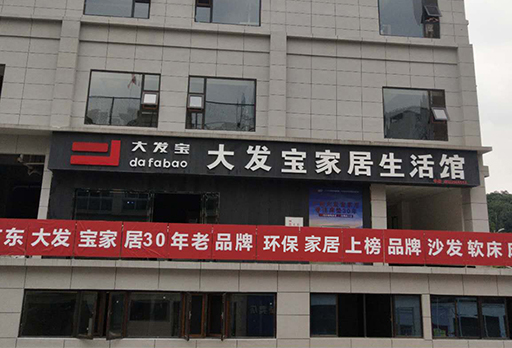 大发宝
dafabao
大发宝家居生活馆
东 大发宝家居30年老品牌 环保家居上榜品牌 沙发软床